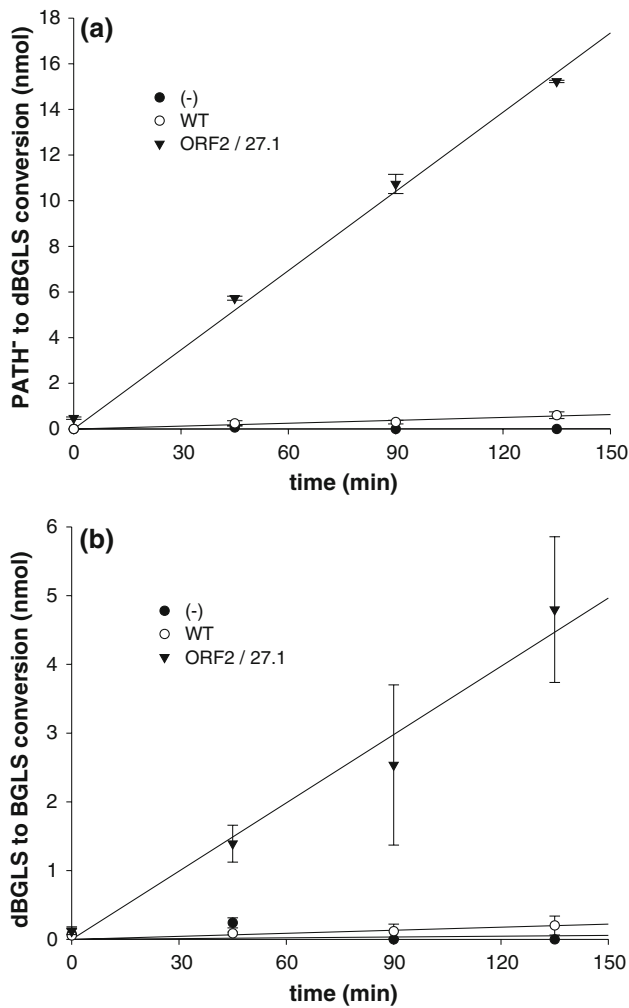 (a)
PATH⁻ to dBGLS conversion (nmol)
18
16
14
12
10
8
6
4
2
0
(-)
WT
ORF2 / 27.1
0 30 60 90 120 150
time (min)
(b)
dBGLS to BGLS conversion (nmol)
6
5
4
3
2
1
0
(-)
WT
ORF2 / 27.1
0 30 60 90 120 150
time (min)